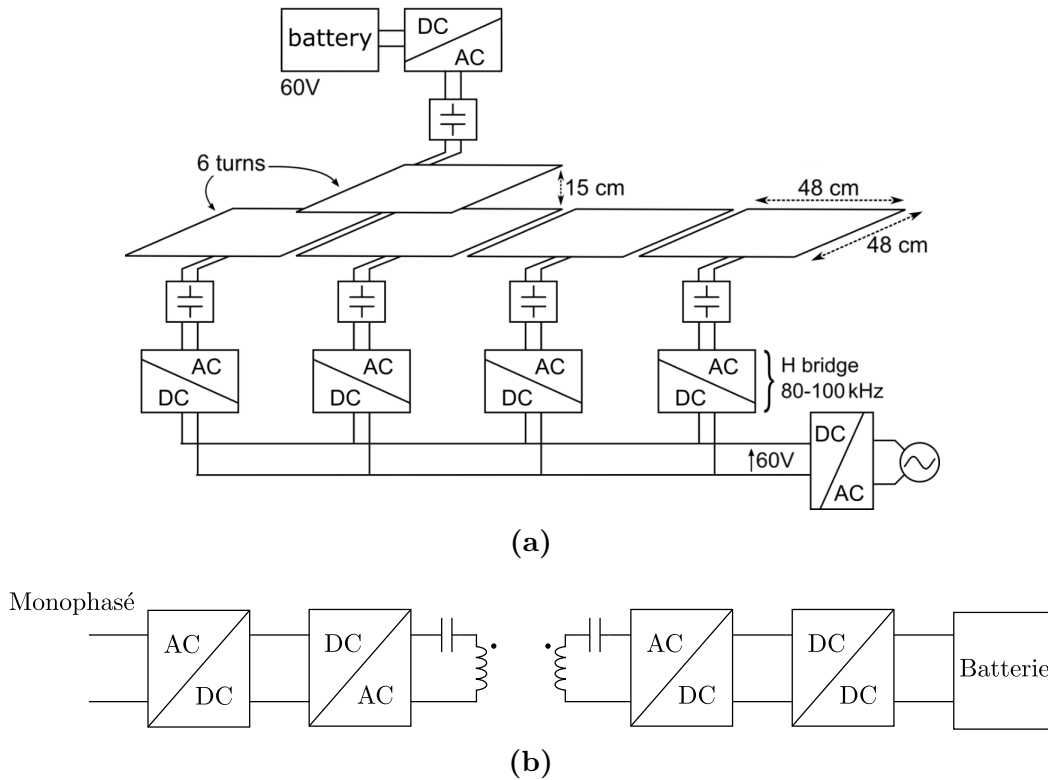 battery
DC
AC
60V
6 turns
15 cm
48 cm
48 cm
AC
DC
AC
DC
AC
DC
AC
DC
H bridge
80-100 kHz
60V
DC
AC
(a)
Monophasé
AC
DC
DC
AC
AC
DC
DC
DC
Batterie
(b)